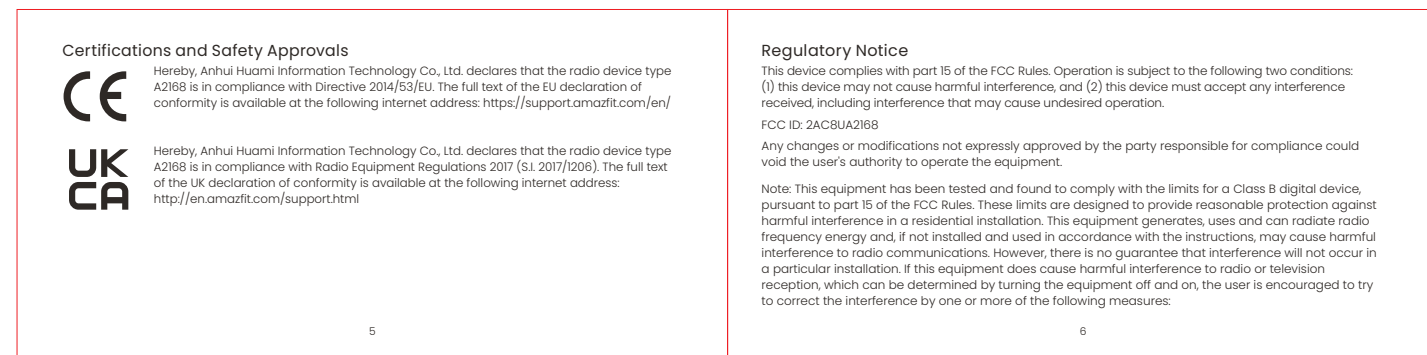 Certifications and Safety Approvals
CE
Hereby, Anhui Huami Information Technology Co., Ltd. declares that the radio device type
A2168 is in compliance with Directive 2014/53/EU. The full text of the EU declaration of
conformity is available at the following internet address: https://support.amazfit.com/en/
UK
CA
Hereby, Anhui Huami Information Technology Co., Ltd. declares that the radio device type
A2168 is in compliance with Radio Equipment Regulations 2017 (S.I. 2017/1206). The full text
of the UK declaration of conformity is available at the following internet address:
http://en.amazfit.com/support.html
5
Regulatory Notice
This device complies with part 15 of the FCC Rules. Operation is subject to the following two conditions:
(1) this device may not cause harmful interference, and (2) this device must accept any interference
received, including interference that may cause undesired operation.
FCC ID: 2AC8UA2168
Any changes or modifications not expressly approved by the party responsible for compliance could
void the user's authority to operate the equipment.
Note: This equipment has been tested and found to comply with the limits for a Class B digital device,
pursuant to part 15 of the FCC Rules. These limits are designed to provide reasonable protection against
harmful interference in a residential installation. This equipment generates, uses and can radiate radio
frequency energy and, if not installed and used in accordance with the instructions, may cause harmful
interference to radio communications. However, there is no guarantee that interference will not occur in
a particular installation. If this equipment does cause harmful interference to radio or television
reception, which can be determined by turning the equipment off and on, the user is encouraged to try
to correct the interference by one or more of the following measures:
6